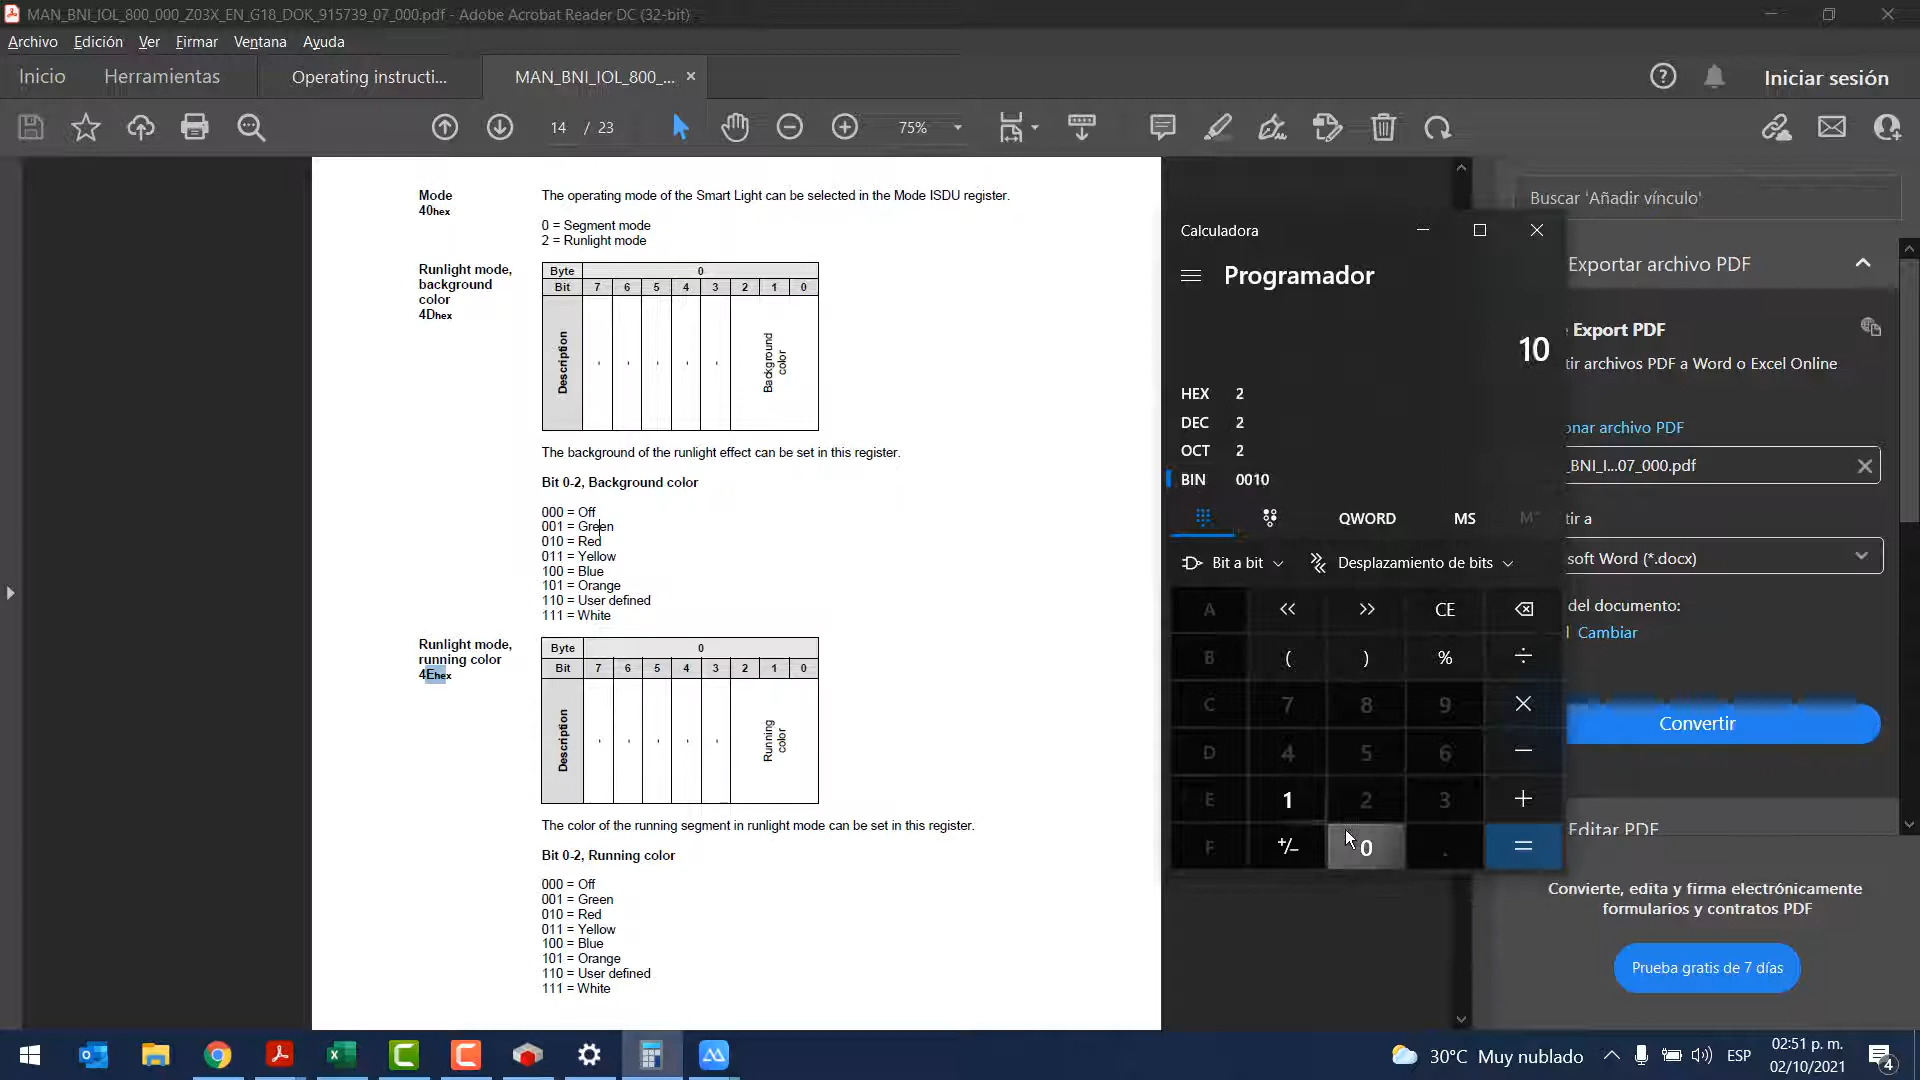 MAN_BNI_IOL_800_000_Z03X_EN_G18_DOK_915739_07_000.pdf - Adobe Acrobat Reader DC (32-bit)
Archivo Edición Ver Firmar Ventana Ayuda
Inicio Herramientas Operating instructi... MAN_BNI_IOL_800_... × Iniciar sesión
14 / 23 75%
Mode
40hex
The operating mode of the Smart Light can be selected in the Mode ISDU register.
0 = Segment mode
2 = Runlight mode
Runlight mode,
background
color
4Dhex
Byte 0
Bit 7 6 5 4 3 2 1 0
Description - - - - - Background color
The background of the runlight effect can be set in this register.
Bit 0-2, Background color
000 = Off
001 = Green
010 = Red
011 = Yellow
100 = Blue
101 = Orange
110 = User defined
111 = White
Runlight mode,
running color
4Ehex
Byte 0
Bit 7 6 5 4 3 2 1 0
Description - - - - - Running color
The color of the running segment in runlight mode can be set in this register.
Bit 0-2, Running color
000 = Off
001 = Green
010 = Red
011 = Yellow
100 = Blue
101 = Orange
110 = User defined
111 = White
Calculadora
Programador
10
HEX 2
DEC 2
OCT 2
BIN 0010
QWORD MS
Bit a bit Desplazamiento de bits
A << >> CE
B ( ) % ÷
C 7 8 9 ×
D 4 5 6 −
E 1 2 3 +
F +/− 0 . =
Buscar 'Añadir vínculo'
Exportar archivo PDF
Export PDF
tir archivos PDF a Word o Excel Online
onar archivo PDF
_BNI_I...07_000.pdf
tir a
soft Word (*.docx)
del documento:
Cambiar
Convertir
Editar PDF
Convierte, edita y firma electrónicamente
formularios y contratos PDF
Prueba gratis de 7 días
30°C Muy nublado ESP 02:51 p. m.
02/10/2021
4